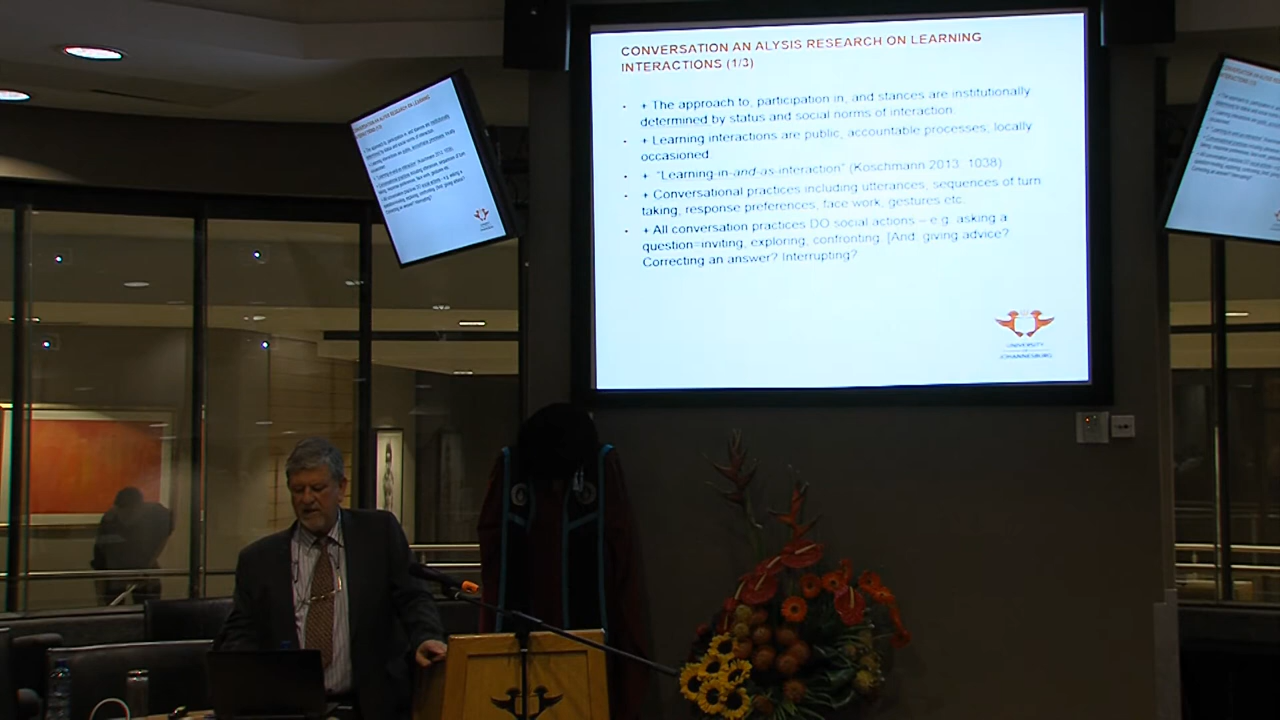 CONVERSATION AN ALYSIS RESEARCH ON LEARNING
INTERACTIONS (1/3)
• + The approach to, participation in, and stances are institutionally
determined by status and social norms of interaction.
• + Learning interactions are public, accountable processes; locally
occasioned
• + "Learning-in-and-as-interaction" (Koschmann 2013: 1038)
• + Conversational practices including utterances, sequences of turn
taking, response preferences, face work, gestures etc.
• + All conversation practices DO social actions – e.g. asking a
question=inviting, exploring, confronting. [And: giving advice?
Correcting an answer? Interrupting?
UNIVERSITY
OF
JOHANNESBURG